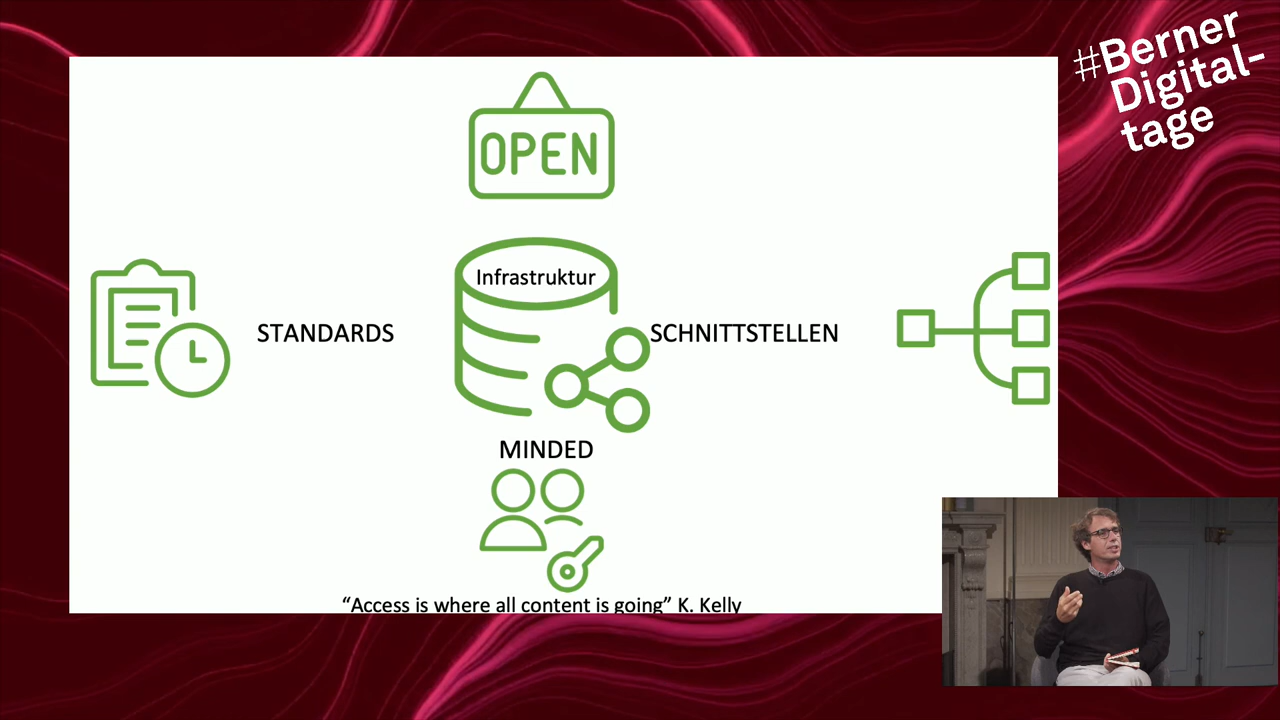 #Berner
Digital-
tage
OPEN
Infrastruktur
STANDARDS
SCHNITTSTELLEN
MINDED
“Access is where all content is going” K. Kelly